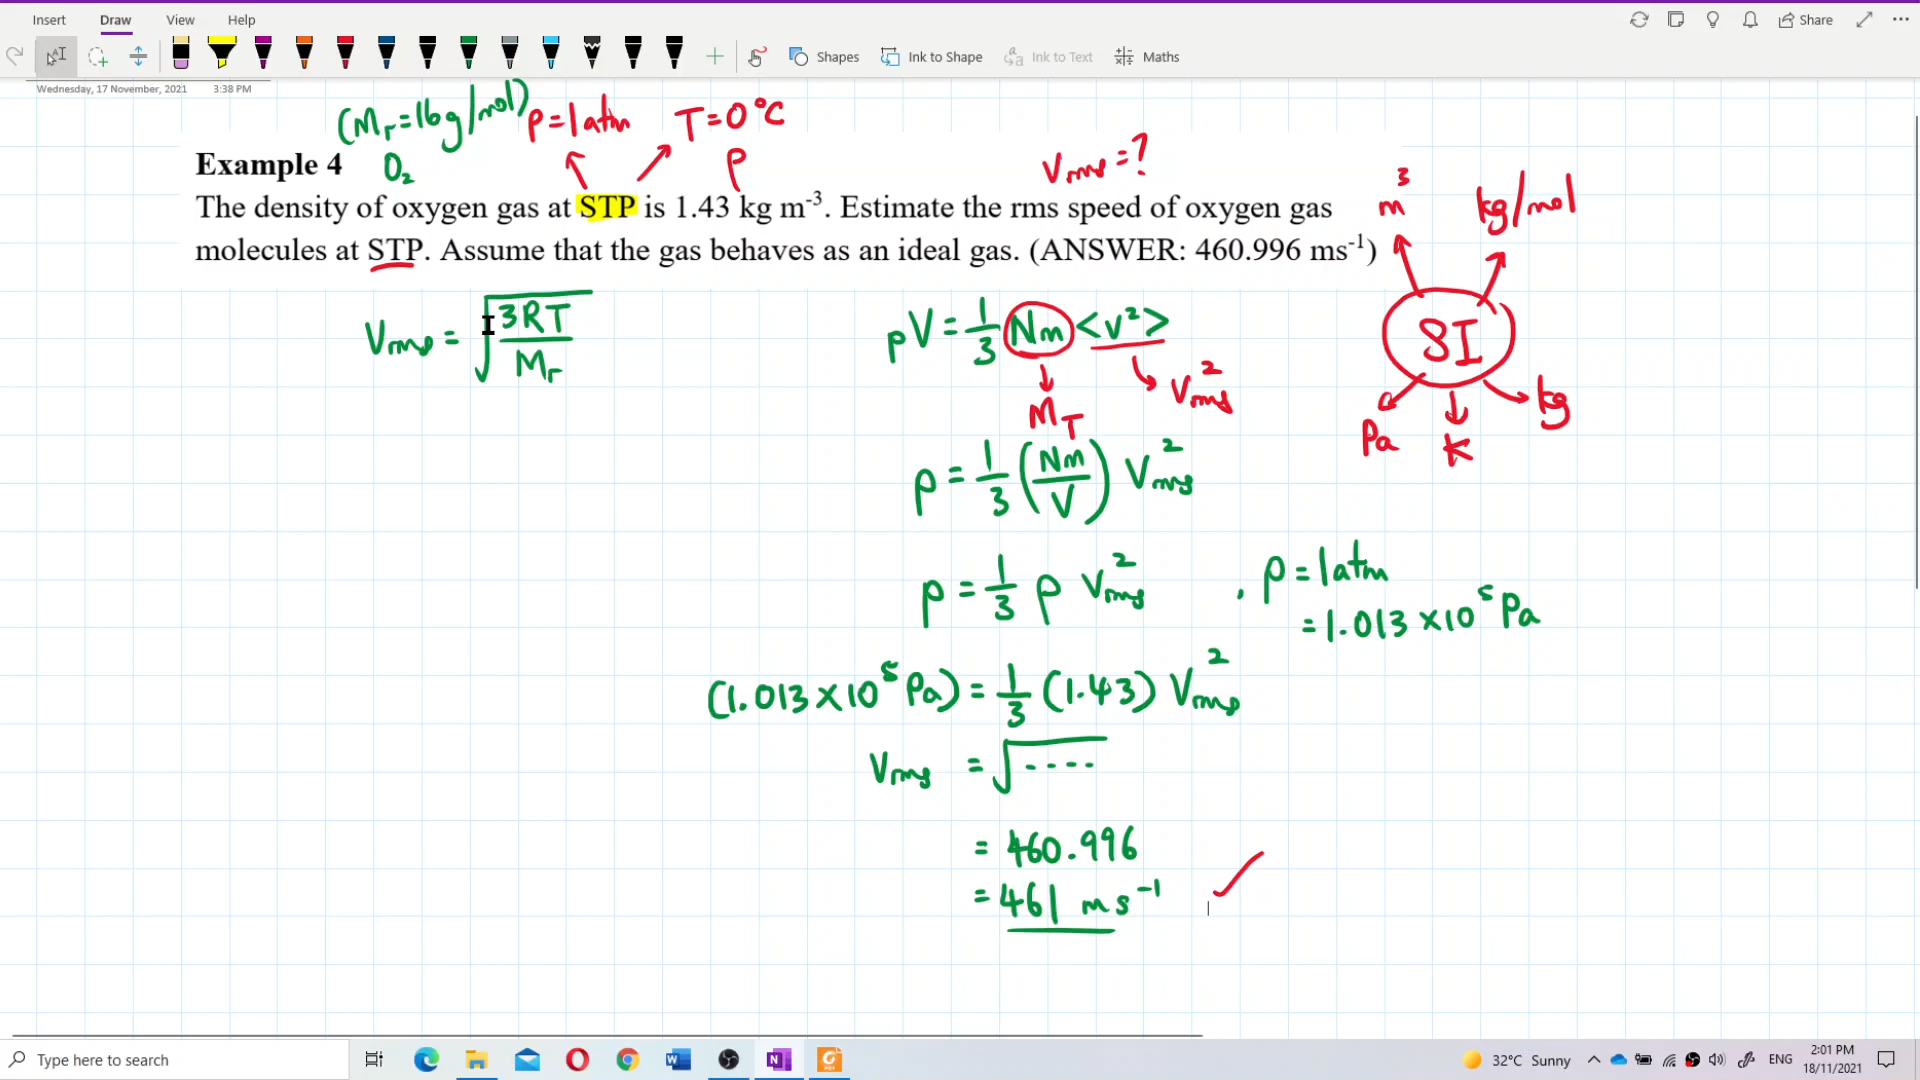 Insert Draw View Help
Share
Shapes Ink to Shape Ink to Text Maths
Wednesday, 17 November, 2021 3:38 PM
(Mr=16g/mol) P=1atm T=0°C
Example 4 O₂ ρ Vrms=?
The density of oxygen gas at STP is 1.43 kg m⁻³. Estimate the rms speed of oxygen gas
molecules at STP. Assume that the gas behaves as an ideal gas. (ANSWER: 460.996 ms⁻¹)
m³ kg/mol
SI
Pa K kg
Vrms = √(3RT/Mr)
pV = 1/3 Nm <v²>
M_T Vrms²
p = 1/3 (Nm/V) Vrms²
p = 1/3 ρ Vrms² , p = 1atm
= 1.013 ×10⁵ Pa
(1.013×10⁵ Pa) = 1/3 (1.43) Vrms²
Vrms = √----
= 460.996
= 461 ms⁻¹
Type here to search
32°C Sunny ENG 2:01 PM
18/11/2021